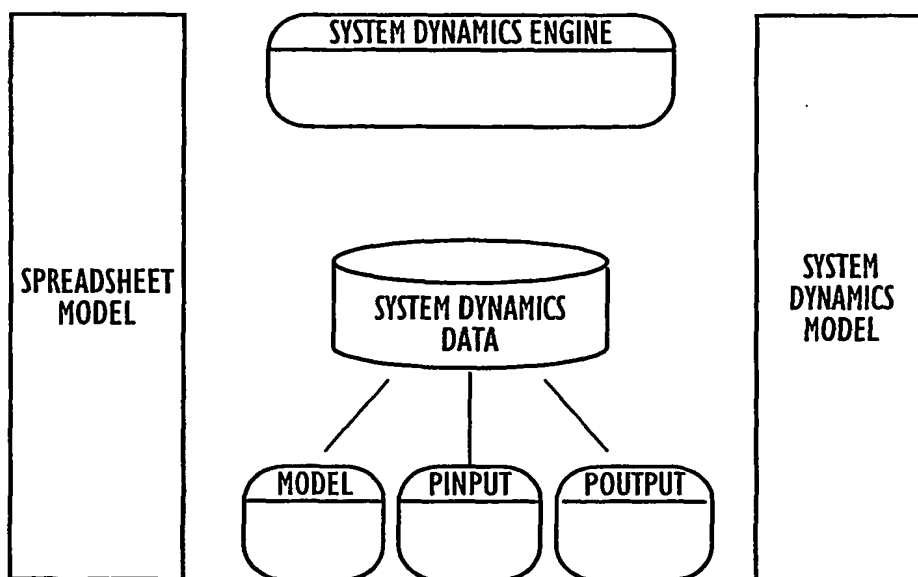 SYSTEM DYNAMICS ENGINE
SPREADSHEET
MODEL
SYSTEM DYNAMICS
DATA
SYSTEM
DYNAMICS
MODEL
MODEL
PINPUT
POUTPUT